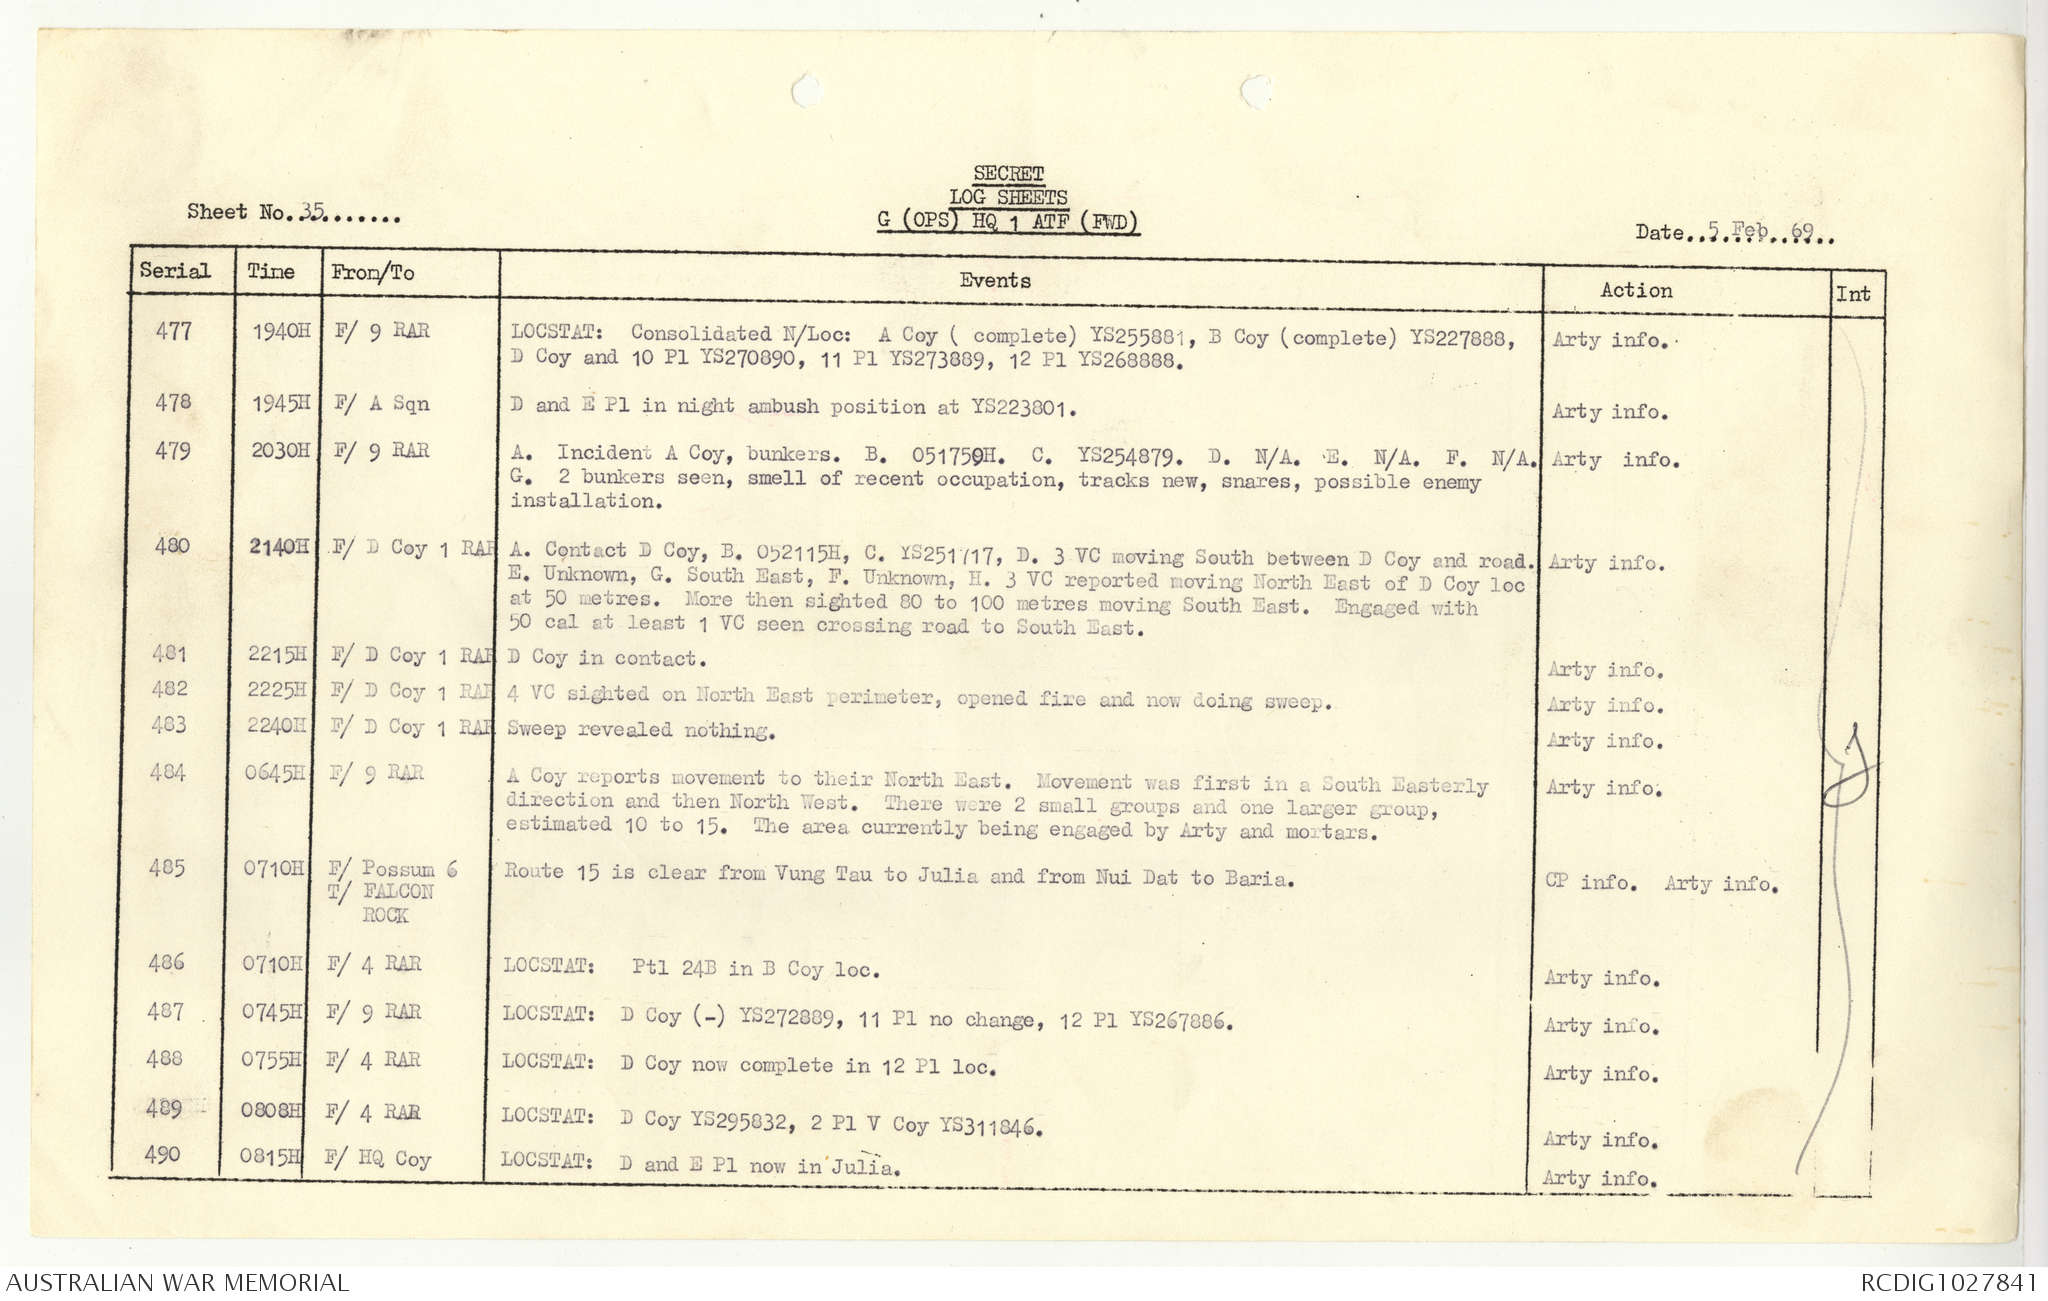 SECRET
LOG SHEETS
G (OPS) HQ 1 ATF (FWD)
Sheet No. 35........
Date..5.Feb..69..
Serial Time From/To Events Action Int
477 1940H F/ 9 RAR LOCSTAT: Consolidated N/Loc: A Coy ( complete) YS255881, B Coy (complete) YS227888, Arty info.
D Coy and 10 Pl YS270890, 11 Pl YS273889, 12 Pl YS268888.
478 1945H F/ A Sqn D and E Pl in night ambush position at YS223801. Arty info.
479 2030H F/ 9 RAR A. Incident A Coy, bunkers. B. 051759H. C. YS254879. D. N/A. E. N/A. F. N/A. Arty info.
G. 2 bunkers seen, smell of recent occupation, tracks new, snares, possible enemy
installation.
480 2140H F/ D Coy 1 RAR A. Contact D Coy, B. 052115H, C. YS251717, D. 3 VC moving South between D Coy and road. Arty info.
E. Unknown, G. South East, F. Unknown, H. 3 VC reported moving North East of D Coy loc
at 50 metres. More then sighted 80 to 100 metres moving South East. Engaged with
50 cal at least 1 VC seen crossing road to South East.
481 2215H F/ D Coy 1 RAR D Coy in contact. Arty info.
482 2225H F/ D Coy 1 RAR 4 VC sighted on North East perimeter, opened fire and now doing sweep. Arty info.
483 2240H F/ D Coy 1 RAR Sweep revealed nothing. Arty info.
484 0645H F/ 9 RAR A Coy reports movement to their North East. Movement was first in a South Easterly Arty info.
direction and then North West. There were 2 small groups and one larger group,
estimated 10 to 15. The area currently being engaged by Arty and mortars.
485 0710H F/ Possum 6 Route 15 is clear from Vung Tau to Julia and from Nui Dat to Baria. CP info. Arty info.
T/ FALCON
ROCK
486 0710H F/ 4 RAR LOCSTAT: Ptl 24B in B Coy loc. Arty info.
487 0745H F/ 9 RAR LOCSTAT: D Coy (-) YS272889, 11 Pl no change, 12 Pl YS267886. Arty info.
488 0755H F/ 4 RAR LOCSTAT: D Coy now complete in 12 Pl loc. Arty info.
489 0808H F/ 4 RAR LOCSTAT: D Coy YS295832, 2 Pl V Coy YS311846. Arty info.
490 0815H F/ HQ Coy LOCSTAT: D and E Pl now in Julia. Arty info.
AUSTRALIAN WAR MEMORIAL RCDIG1027841